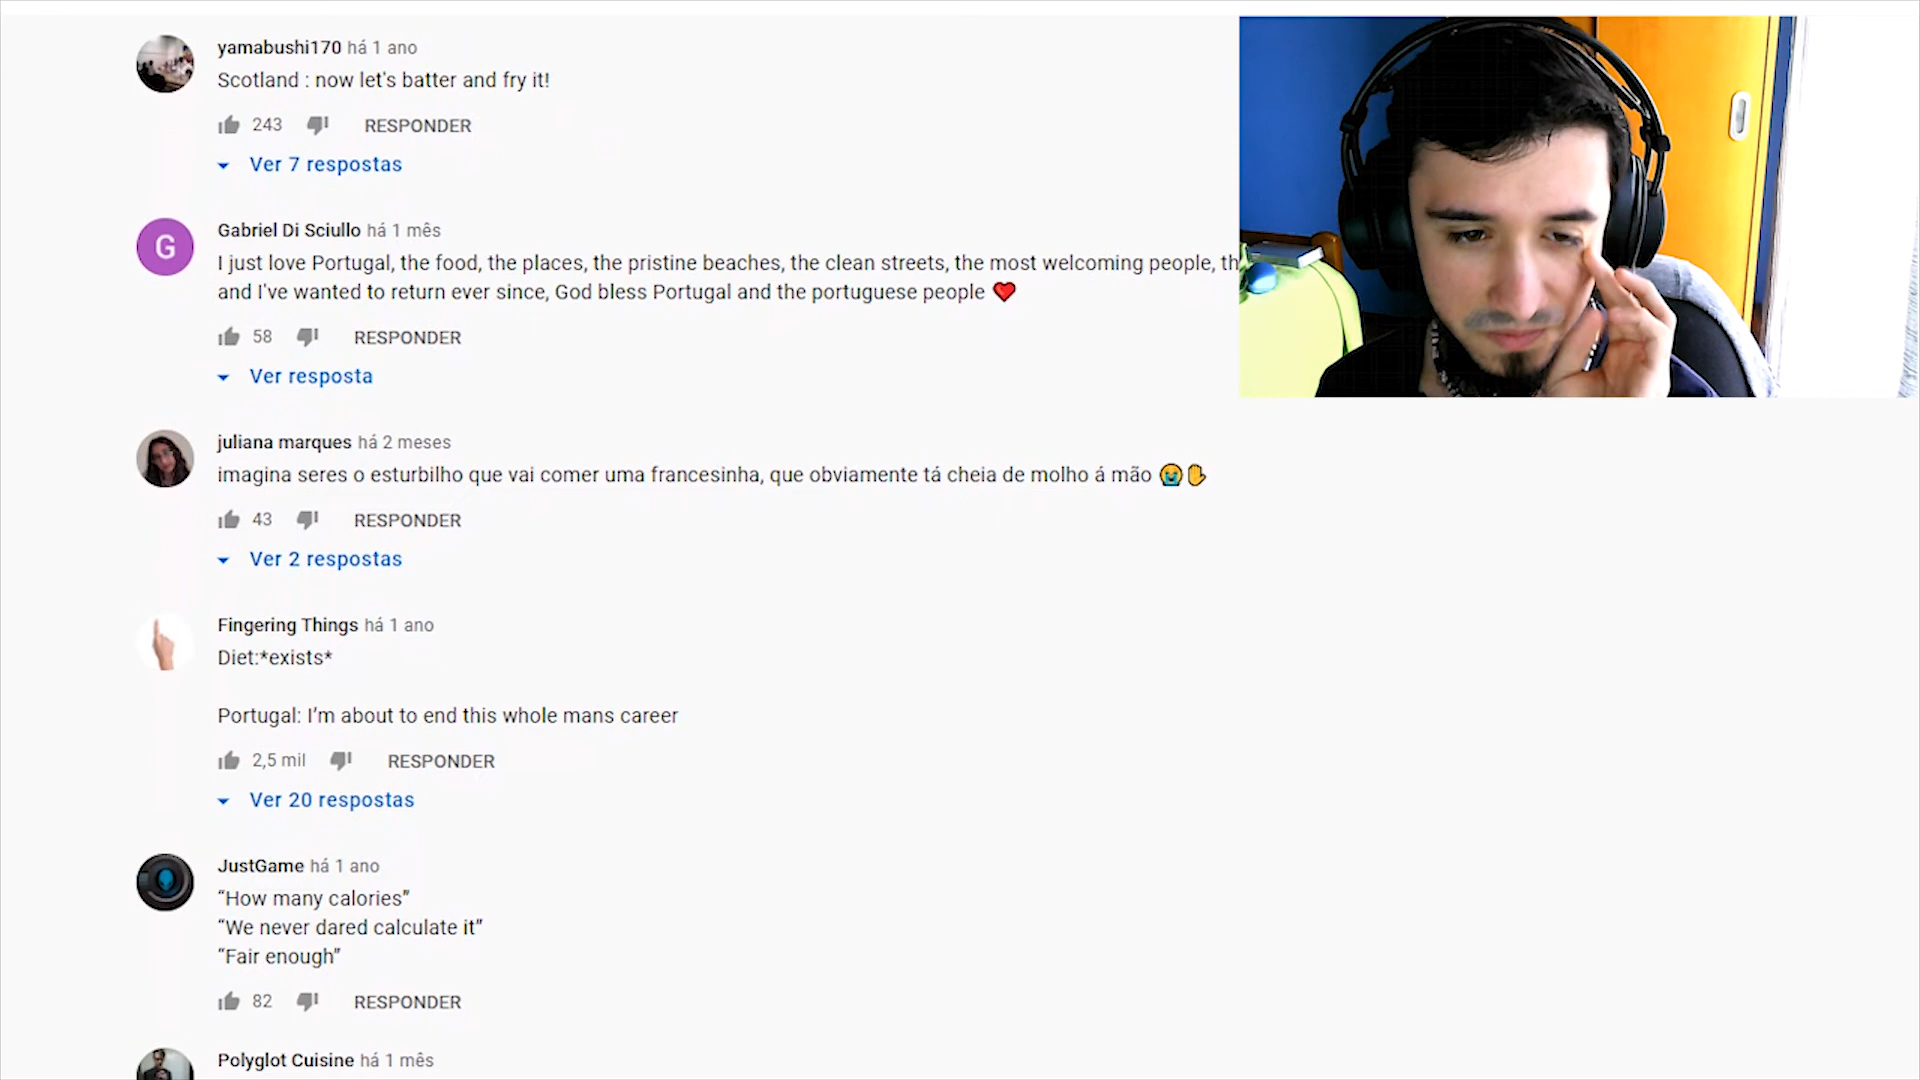 yamabushi170 há 1 ano
Scotland : now let's batter and fry it!
243 RESPONDER
Ver 7 respostas
G
Gabriel Di Sciullo há 1 mês
I just love Portugal, the food, the places, the pristine beaches, the clean streets, the most welcoming people, th
and I've wanted to return ever since, God bless Portugal and the portuguese people ❤
58 RESPONDER
Ver resposta
juliana marques há 2 meses
imagina seres o esturbilho que vai comer uma francesinha, que obviamente tá cheia de molho á mão 😭✋
43 RESPONDER
Ver 2 respostas
Fingering Things há 1 ano
Diet:*exists*
Portugal: I’m about to end this whole mans career
2,5 mil RESPONDER
Ver 20 respostas
JustGame há 1 ano
“How many calories”
“We never dared calculate it”
“Fair enough”
82 RESPONDER
Polyglot Cuisine há 1 mês